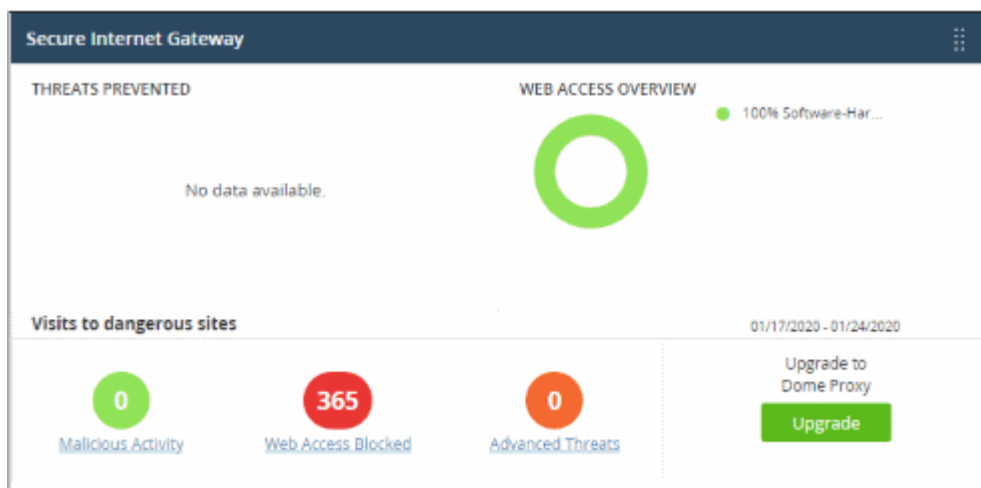 Secure Internet Gateway
THREATS PREVENTED
WEB ACCESS OVERVIEW
100% Software-Har...
No data available.
Visits to dangerous sites
01/17/2020 - 01/24/2020
0
365
0
Malicious Activity
Web Access Blocked
Advanced Threats
Upgrade to
Dome Proxy
Upgrade